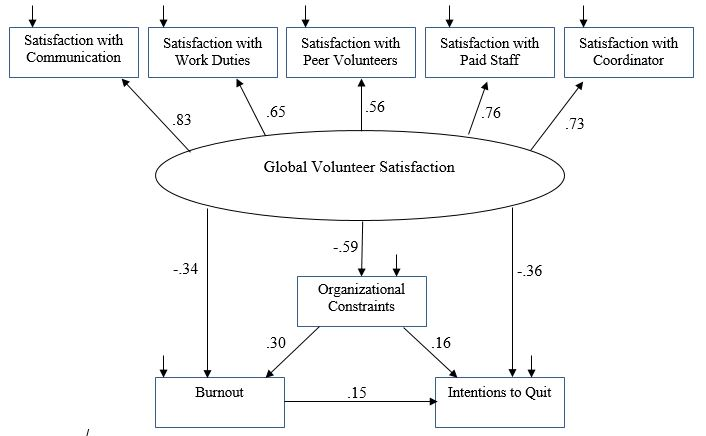 Satisfaction with
Communication
Satisfaction with
Work Duties
Satisfaction with
Peer Volunteers
Satisfaction with
Paid Staff
Satisfaction with
Coordinator
.83
.65
.56
.76
.73
Global Volunteer Satisfaction
-.34
-.59
-.36
Organizational
Constraints
.30
.16
Burnout
.15
Intentions to Quit
/